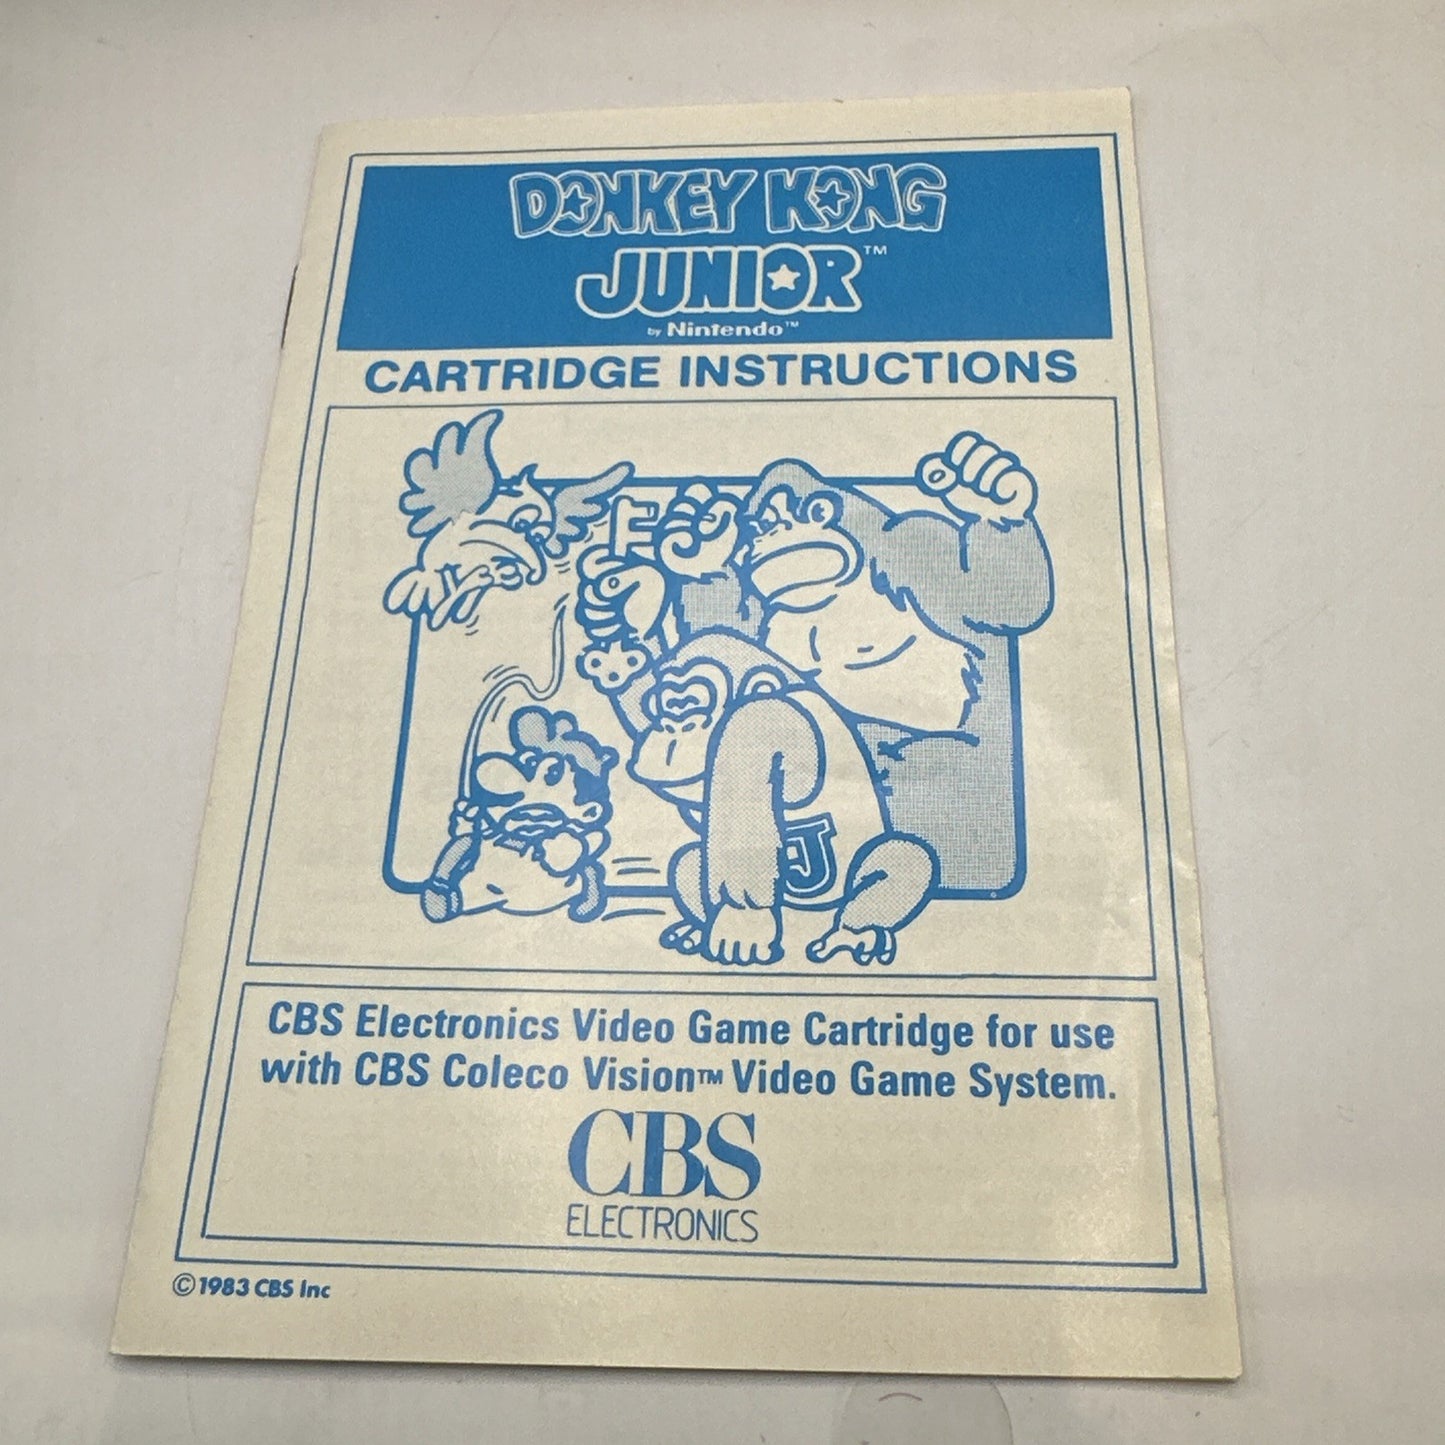 DONKEY KONG
JUNIOR™
by Nintendo™
CARTRIDGE INSTRUCTIONS
J
CBS Electronics Video Game Cartridge for use
with CBS Coleco Vision™ Video Game System.
CBS
ELECTRONICS
©1983 CBS Inc